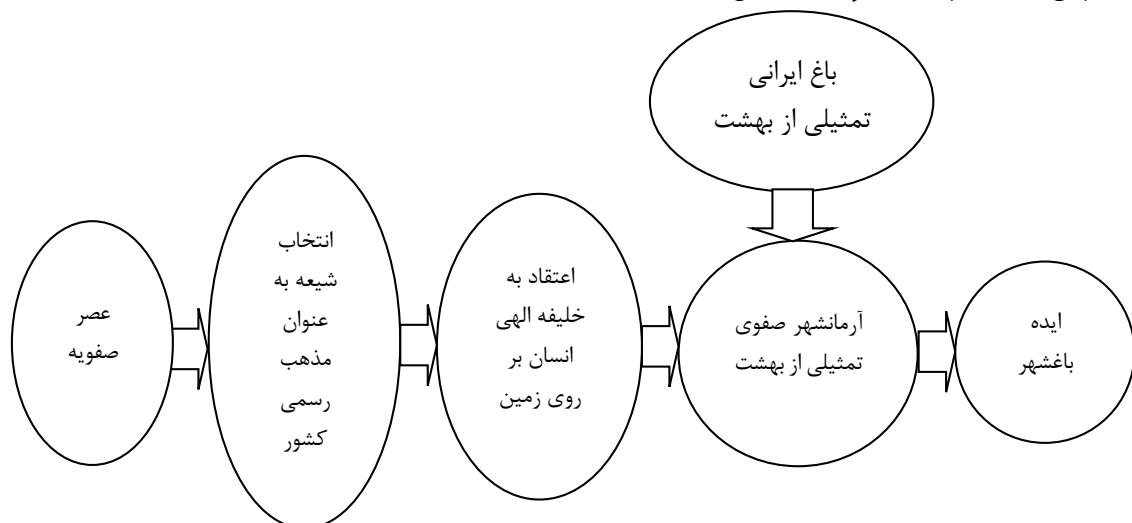 باغ ایرانی
تمثیلی از بهشت
عصر
صفویه
انتخاب
شیعه به
عنوان
مذهب
رسمی
کشور
اعتقاد به
خلیفه الهی
انسان بر
روی زمین
آرمانشهر صفوی
تمثیلی از بهشت
ایده
باغشهر